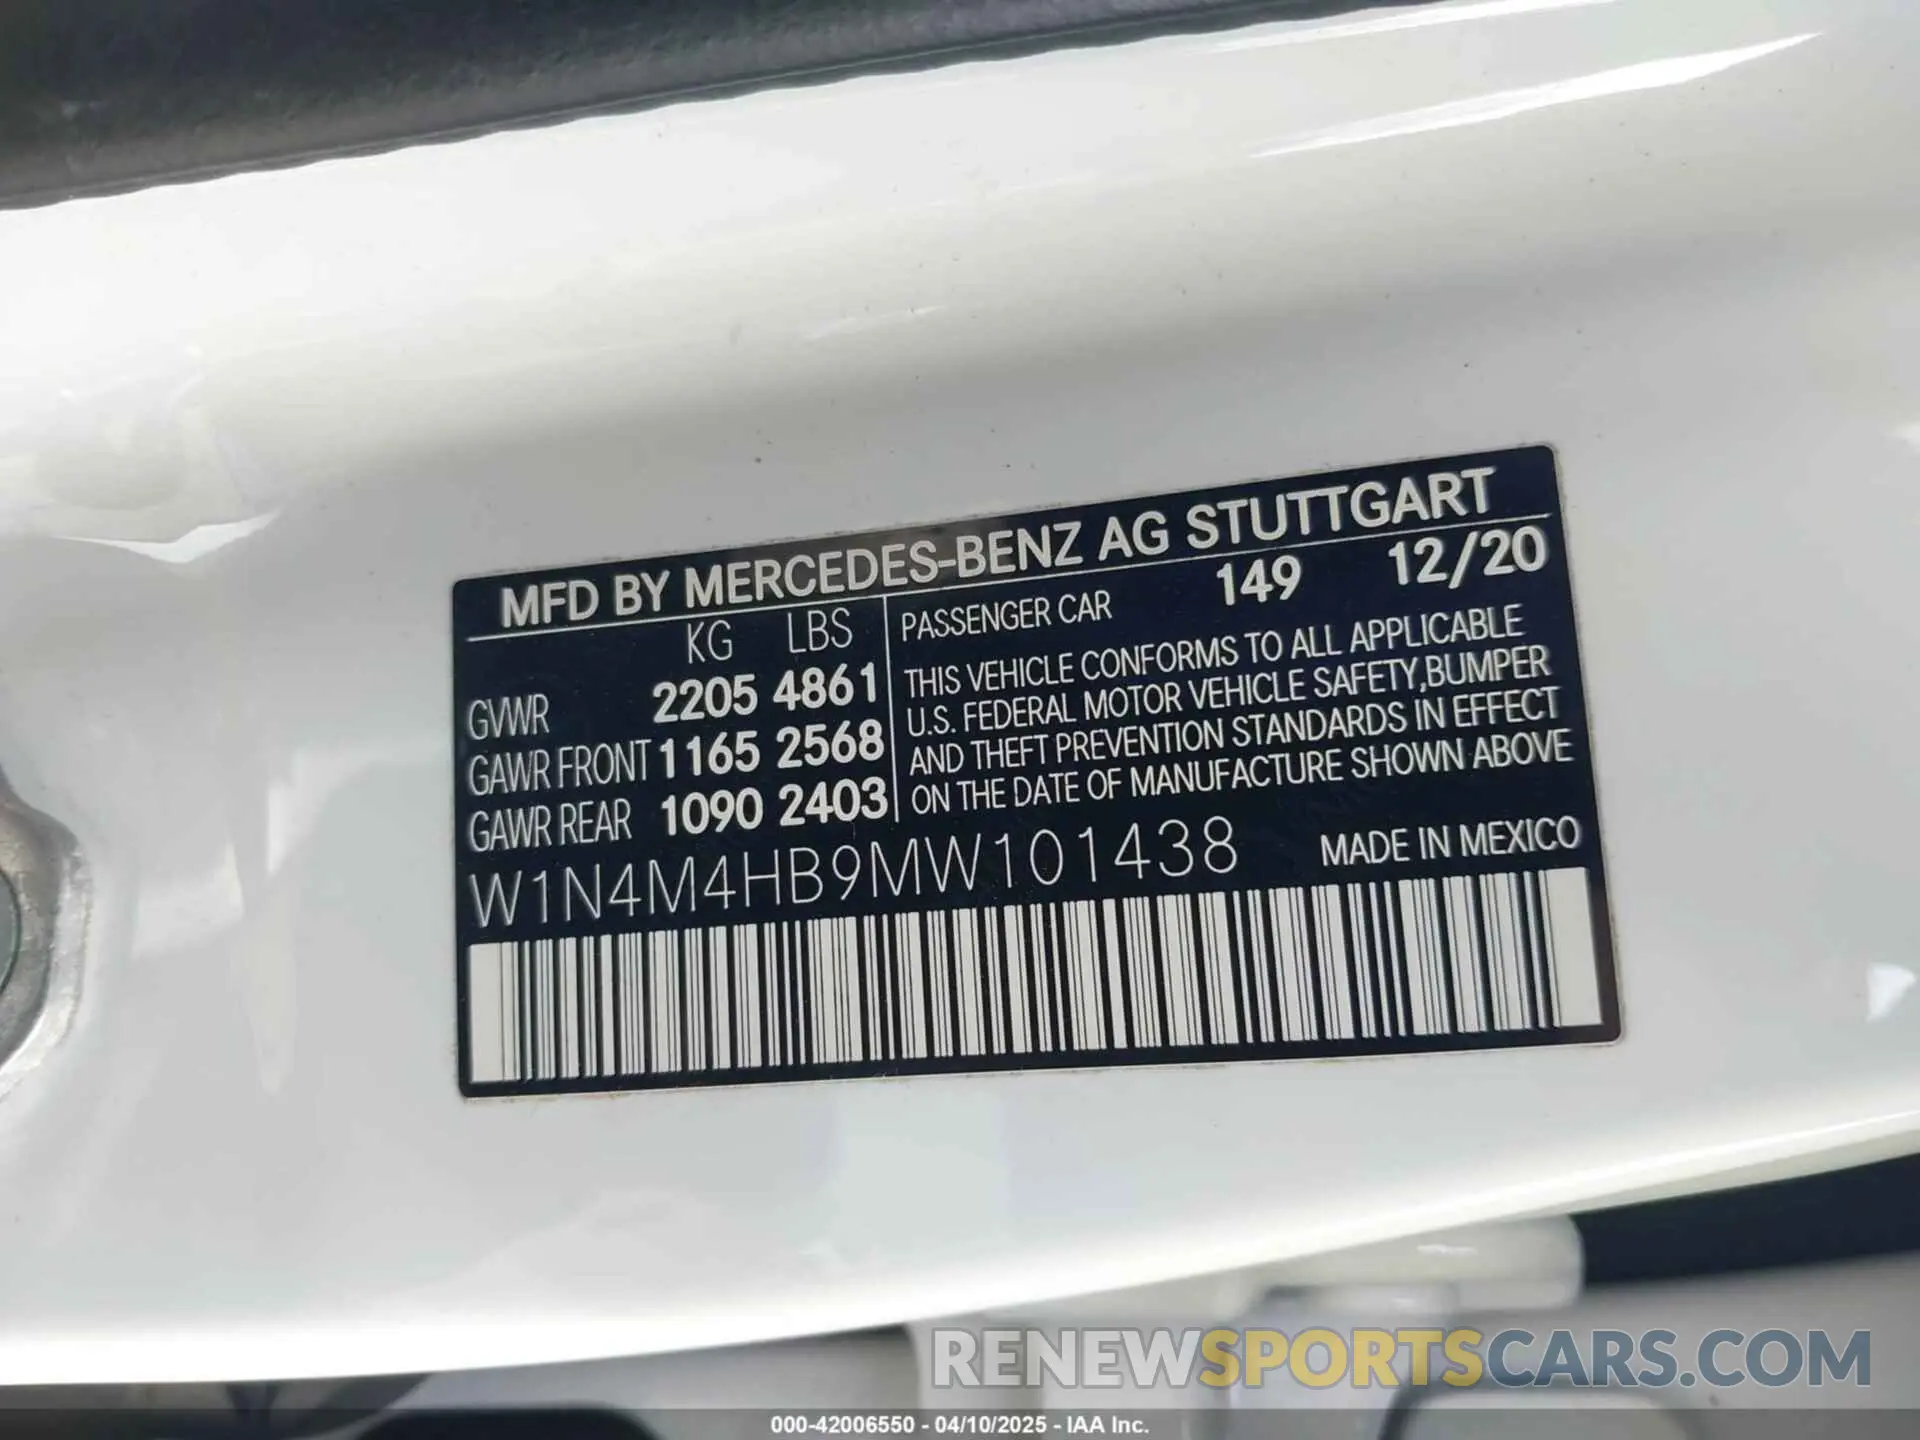 MFD BY MERCEDES-BENZ AG STUTTGART
KG LBS
GVWR 2205 4861
GAWR FRONT 1165 2568
GAWR REAR 1090 2403
PASSENGER CAR 149 12/20
THIS VEHICLE CONFORMS TO ALL APPLICABLE
U.S. FEDERAL MOTOR VEHICLE SAFETY,BUMPER
AND THEFT PREVENTION STANDARDS IN EFFECT
ON THE DATE OF MANUFACTURE SHOWN ABOVE
W1N4M4HB9MW101438 MADE IN MEXICO
RENEWSPORTSCARS.COM
000-42006550 - 04/10/2025 - IAA Inc.